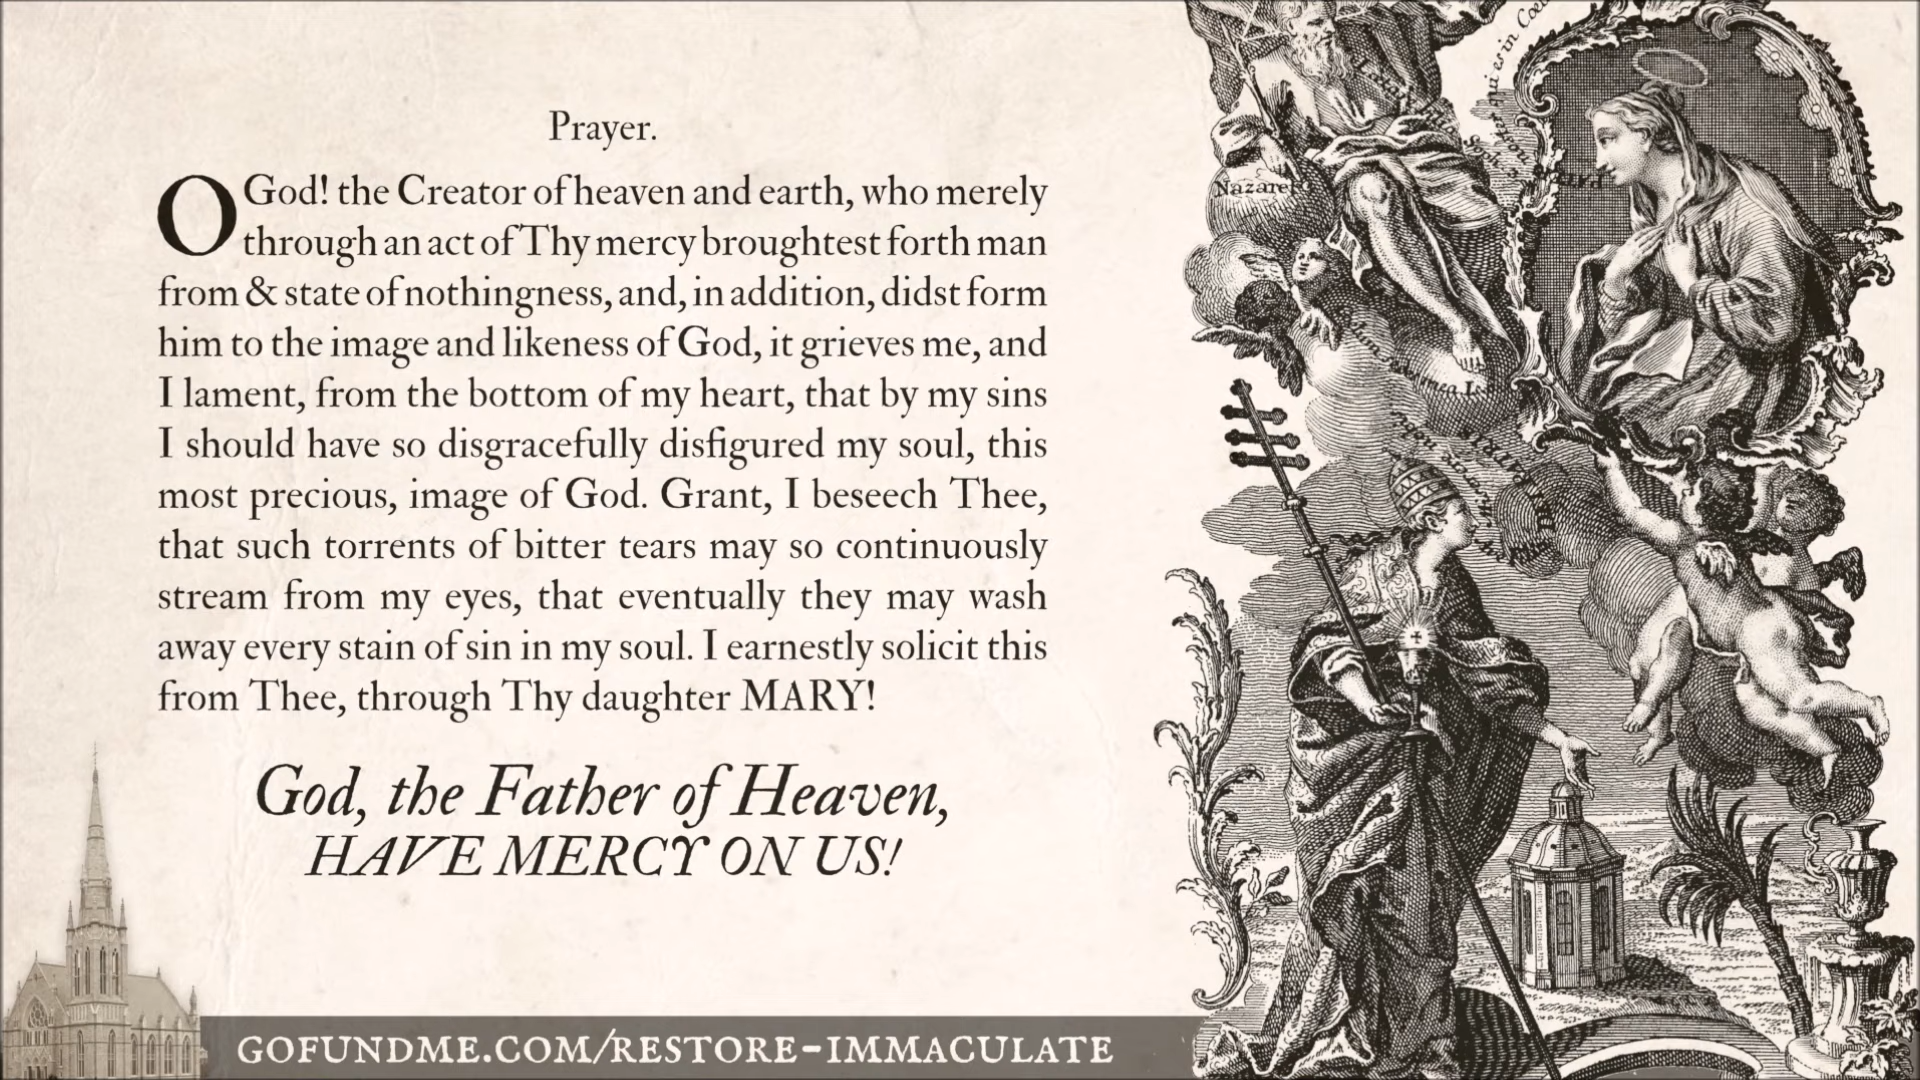 Prayer.
O God! the Creator of heaven and earth, who merely
through an act of Thy mercy broughtest forth man
from & state of nothingness, and, in addition, didst form
him to the image and likeness of God, it grieves me, and
I lament, from the bottom of my heart, that by my sins
I should have so disgracefully disfigured my soul, this
most precious, image of God. Grant, I beseech Thee,
that such torrents of bitter tears may so continuously
stream from my eyes, that eventually they may wash
away every stain of sin in my soul. I earnestly solicit this
from Thee, through Thy daughter MARY!
God, the Father of Heaven,
HAVE MERCY ON US!
GOFUNDME.COM/RESTORE-IMMACULATE
Nazaret